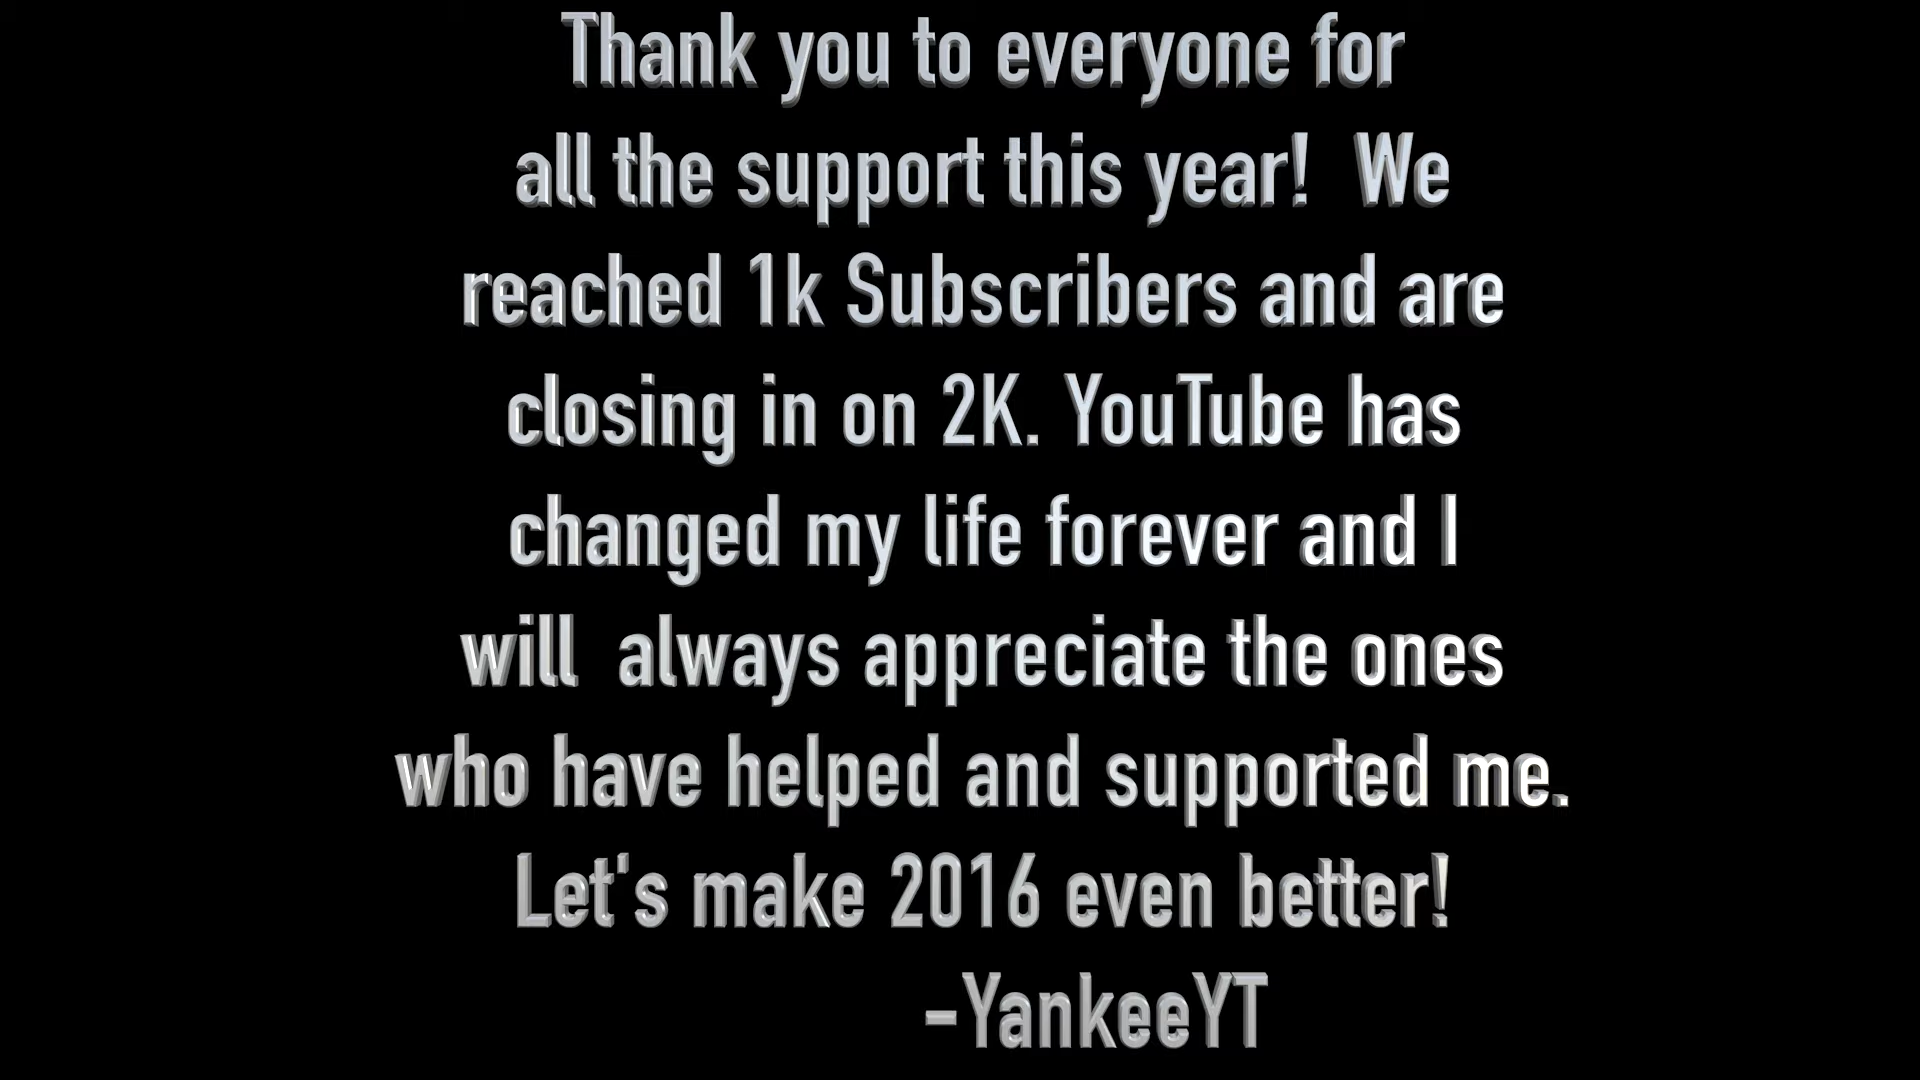 Thank you to everyone for
all the support this year!  We
reached 1k Subscribers and are
closing in on 2K. YouTube has
changed my life forever and I
will  always appreciate the ones
who have helped and supported me.
Let's make 2016 even better!
-YankeeYT